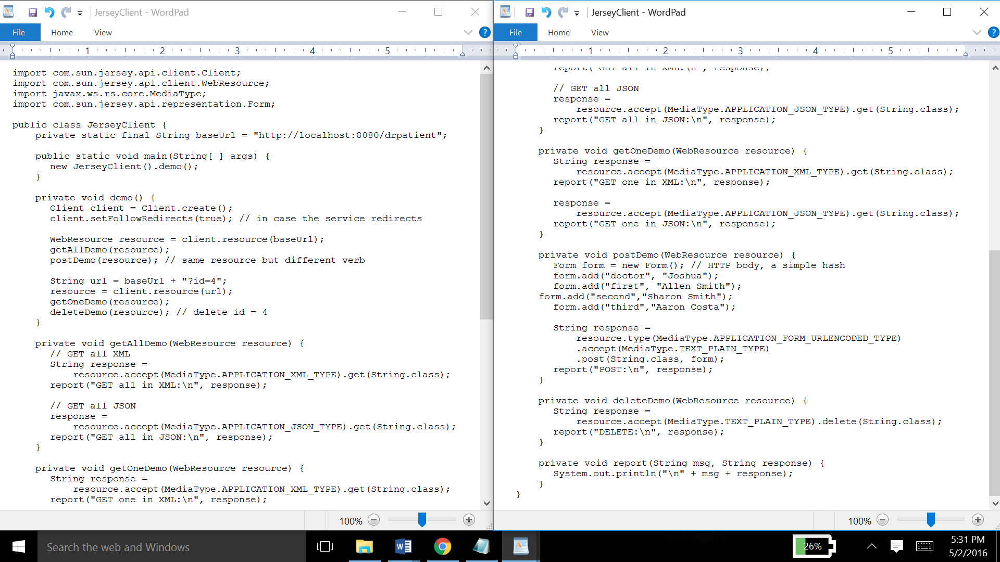 JerseyClient - WordPad
File Home View
1 2 3 4 5
import com.sun.jersey.api.client.Client;
import com.sun.jersey.api.client.WebResource;
import javax.ws.rs.core.MediaType;
import com.sun.jersey.api.representation.Form;
public class JerseyClient {
private static final String baseUrl = "http://localhost:8080/drpatient";
public static void main(String[ ] args) {
new JerseyClient().demo();
}
private void demo() {
Client client = Client.create();
client.setFollowRedirects(true); // in case the service redirects
WebResource resource = client.resource(baseUrl);
getAllDemo(resource);
postDemo(resource); // same resource but different verb
String url = baseUrl + "?id=4";
resource = client.resource(url);
getOneDemo(resource);
deleteDemo(resource); // delete id = 4
}
private void getAllDemo(WebResource resource) {
// GET all XML
String response =
resource.accept(MediaType.APPLICATION_XML_TYPE).get(String.class);
report("GET all in XML:\n", response);
// GET all JSON
response =
resource.accept(MediaType.APPLICATION_JSON_TYPE).get(String.class);
report("GET all in JSON:\n", response);
}
private void getOneDemo(WebResource resource) {
String response =
resource.accept(MediaType.APPLICATION_XML_TYPE).get(String.class);
report("GET one in XML:\n", response);
100%
JerseyClient - WordPad
File Home View
?
1 2 3 4 5
report("GET all in XML:\n", response);
// GET all JSON
response =
resource.accept(MediaType.APPLICATION_JSON_TYPE).get(String.class);
report("GET all in JSON:\n", response);
}
private void getOneDemo(WebResource resource) {
String response =
resource.accept(MediaType.APPLICATION_XML_TYPE).get(String.class);
report("GET one in XML:\n", response);
response =
resource.accept(MediaType.APPLICATION_JSON_TYPE).get(String.class);
report("GET one in JSON:\n", response);
}
private void postDemo(WebResource resource) {
Form form = new Form(); // HTTP body, a simple hash
form.add("doctor", "Joshua");
form.add("first", "Allen Smith");
form.add("second","Sharon Smith");
form.add("third","Aaron Costa");
String response =
resource.type(MediaType.APPLICATION_FORM_URLENCODED_TYPE)
.accept(MediaType.TEXT_PLAIN_TYPE)
.post(String.class, form);
report("POST:\n", response);
}
private void deleteDemo(WebResource resource) {
String response =
resource.accept(MediaType.TEXT_PLAIN_TYPE).delete(String.class);
report("DELETE:\n", response);
}
private void report(String msg, String response) {
System.out.println("\n" + msg + response);
}
}
100%
Search the web and Windows
26%
5:31 PM
5/2/2016